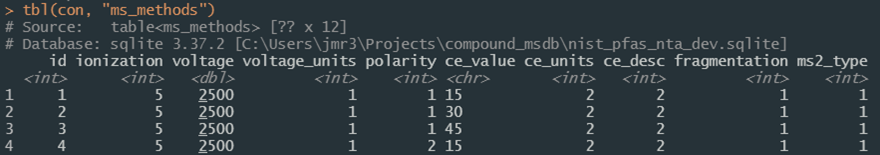 > tbl(con, "ms_methods")
# Source:   table<ms_methods> [?? x 12]
# Database: sqlite 3.37.2 [C:\Users\jmr3\Projects\compound_msdb\nist_pfas_nta_dev.sqlite]
id ionization voltage voltage_units polarity ce_value ce_units ce_desc fragmentation ms2_type
<int> <int> <dbl> <int> <int> <chr> <int> <int> <int> <int>
1 1 5 2500 1 1 15 2 2 1 1
2 2 5 2500 1 1 30 2 2 1 1
3 3 5 2500 1 1 45 2 2 1 1
4 4 5 2500 1 2 15 2 2 1 1